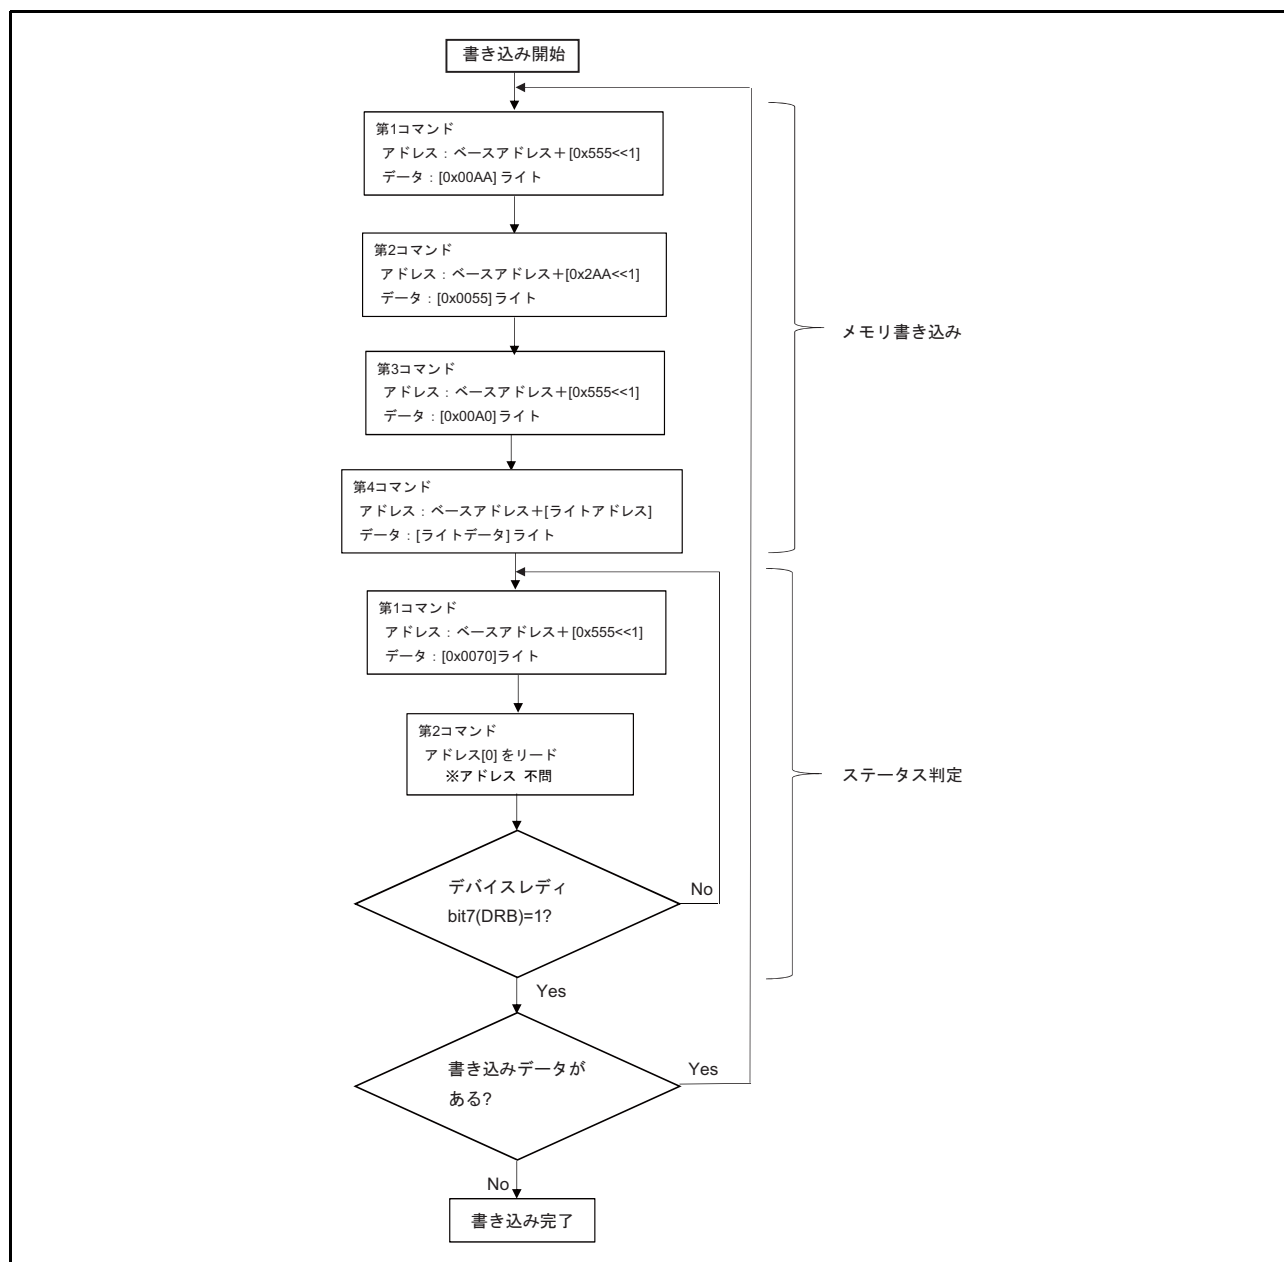 書き込み開始
第1コマンド
アドレス：ベースアドレス＋[0x555<<1]
データ：[0x00AA]ライト
第2コマンド
アドレス：ベースアドレス＋[0x2AA<<1]
データ：[0x0055]ライト
第3コマンド
アドレス：ベースアドレス＋[0x555<<1]
データ：[0x00A0]ライト
メモリ書き込み
第4コマンド
アドレス：ベースアドレス＋[ライトアドレス]
データ：[ライトデータ]ライト
第1コマンド
アドレス：ベースアドレス＋[0x555<<1]
データ：[0x0070]ライト
第2コマンド
アドレス[0]をリード
※アドレス 不問
ステータス判定
デバイスレディ
bit7(DRB)=1?
No
Yes
書き込みデータが
ある?
Yes
No
書き込み完了